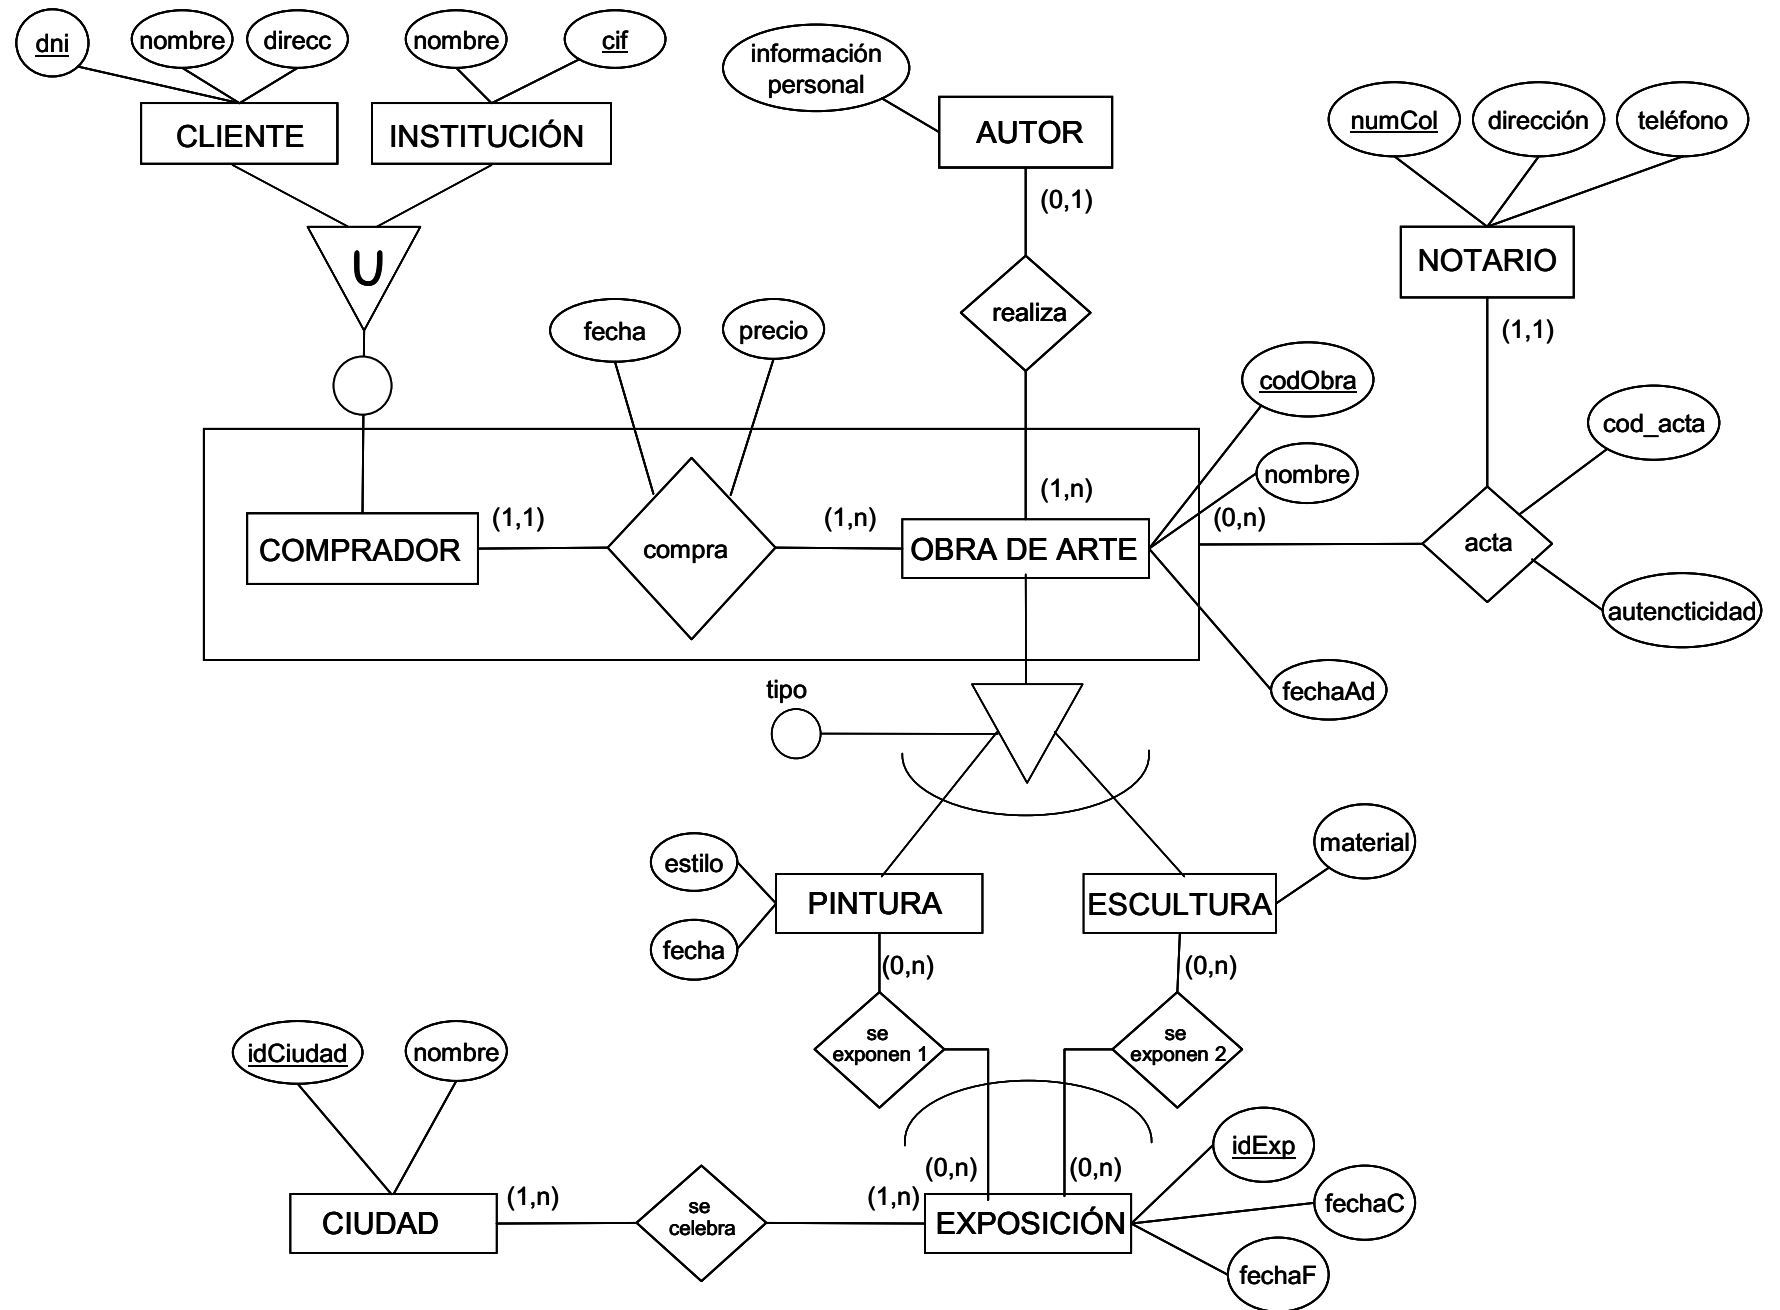 dni
nombre
direcc
nombre
cif
información
personal
CLIENTE
INSTITUCIÓN
AUTOR
numCol
dirección
teléfono
(0,1)
U
NOTARIO
fecha
precio
realiza
(1,1)
codObra
cod_acta
nombre
(1,n)
(1,1)
(1,n)
(0,n)
COMPRADOR
compra
OBRA DE ARTE
acta
autencticidad
tipo
fechaAd
estilo
material
PINTURA
ESCULTURA
fecha
(0,n)
(0,n)
se
exponen 1
se
exponen 2
idCiudad
nombre
idExp
(0,n)
(0,n)
(1,n)
(1,n)
fechaC
CIUDAD
se
celebra
EXPOSICIÓN
fechaF